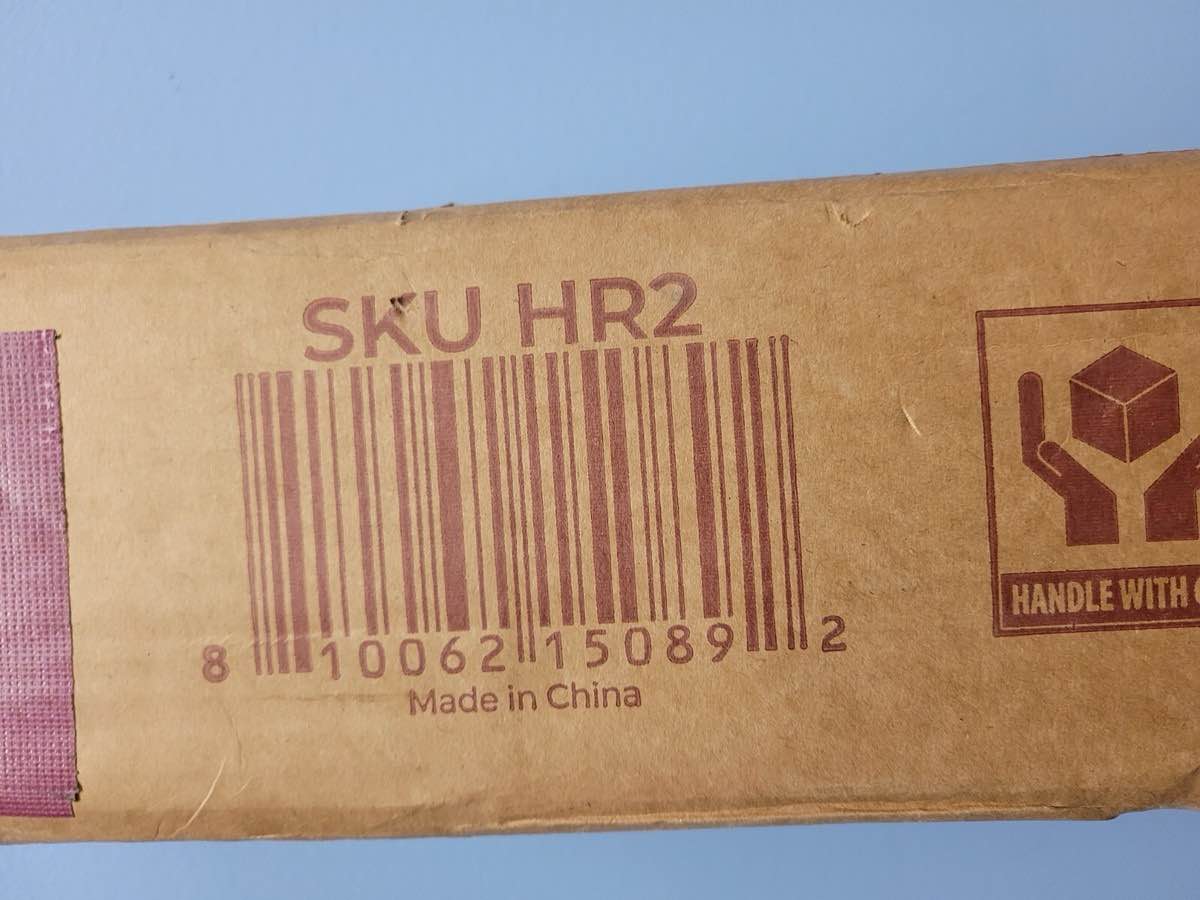 SKU HR2
8 10062 15089 2
Made in China
HANDLE WITH